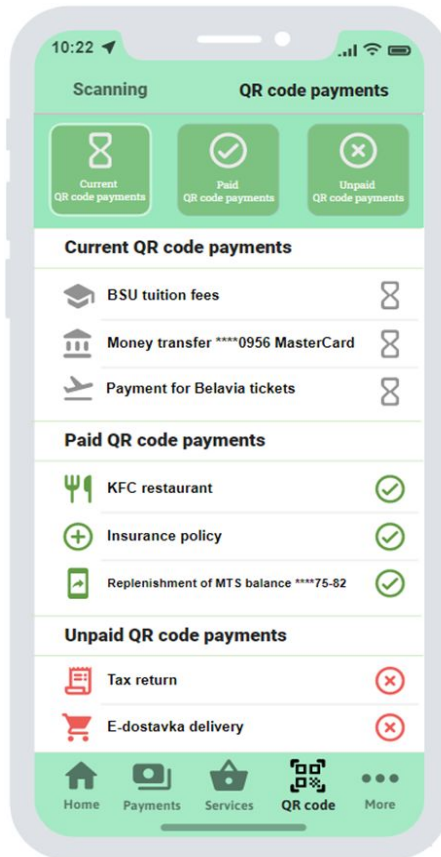 10:22
Scanning
QR code payments
Current
QR code payments
Paid
QR code payments
Unpaid
QR code payments
Current QR code payments
BSU tuition fees
Money transfer ****0956 MasterCard
Payment for Belavia tickets
Paid QR code payments
KFC restaurant
Insurance policy
Replenishment of MTS balance ****75-82
Unpaid QR code payments
Tax return
E-dostavka delivery
Home
Payments
Services
QR code
More